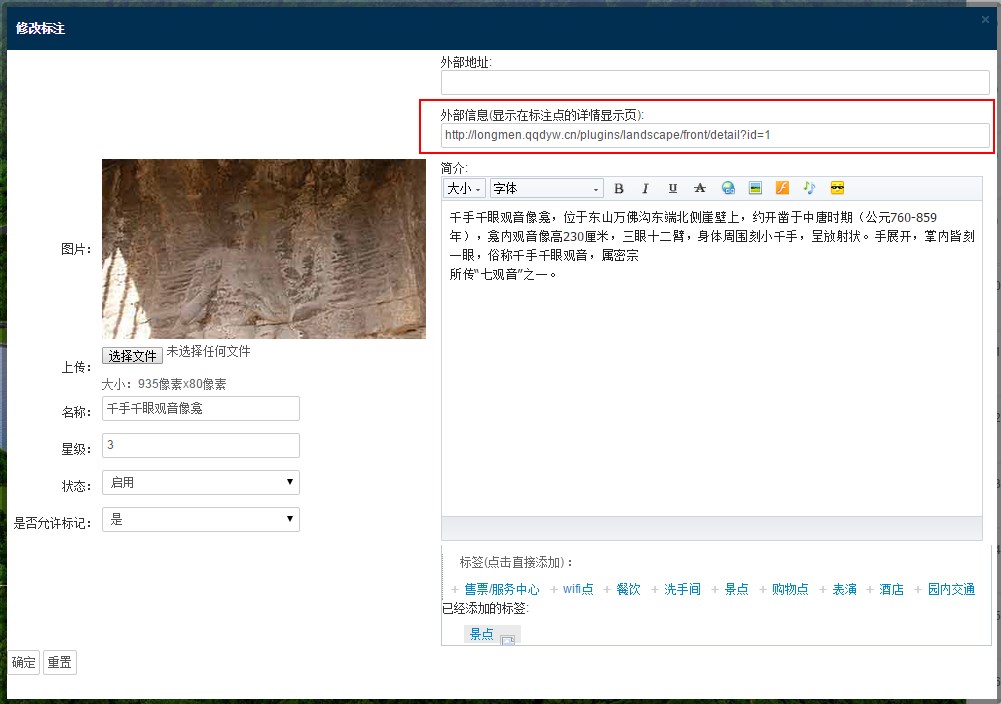 修改标注
×
外部地址:
外部信息(显示在标注点的详情显示页):
http://longmen.qqdyw.cn/plugins/landscape/front/detail?id=1
简介:
大小 字体 B I U A
千手千眼观音像龛，位于东山万佛沟东端北侧崖壁上，约开凿于中唐时期（公元760-859
年），龛内观音像高230厘米，三眼十二臂，身体周围刻小千手，呈放射状。手展开，掌内皆刻
一眼，俗称千手千眼观音，属密宗
所传“七观音”之一。
图片：
上传： 选择文件 未选择任何文件
大小：935像素x80像素
名称： 千手千眼观音像龛
星级： 3
状态： 启用
是否允许标记： 是
标签(点击直接添加)：
+ 售票/服务中心 + wifi点 + 餐饮 + 洗手间 + 景点 + 购物点 + 表演 + 酒店 + 园内交通
已经添加的标签:
景点
确定 重置